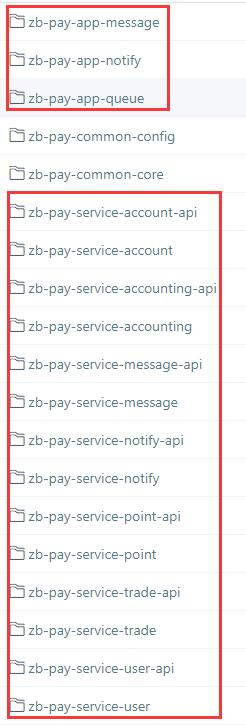 zb-pay-app-message
zb-pay-app-notify
zb-pay-app-queue
zb-pay-common-config
zb-pay-common-core
zb-pay-service-account-api
zb-pay-service-account
zb-pay-service-accounting-api
zb-pay-service-accounting
zb-pay-service-message-api
zb-pay-service-message
zb-pay-service-notify-api
zb-pay-service-notify
zb-pay-service-point-api
zb-pay-service-point
zb-pay-service-trade-api
zb-pay-service-trade
zb-pay-service-user-api
zb-pay-service-user